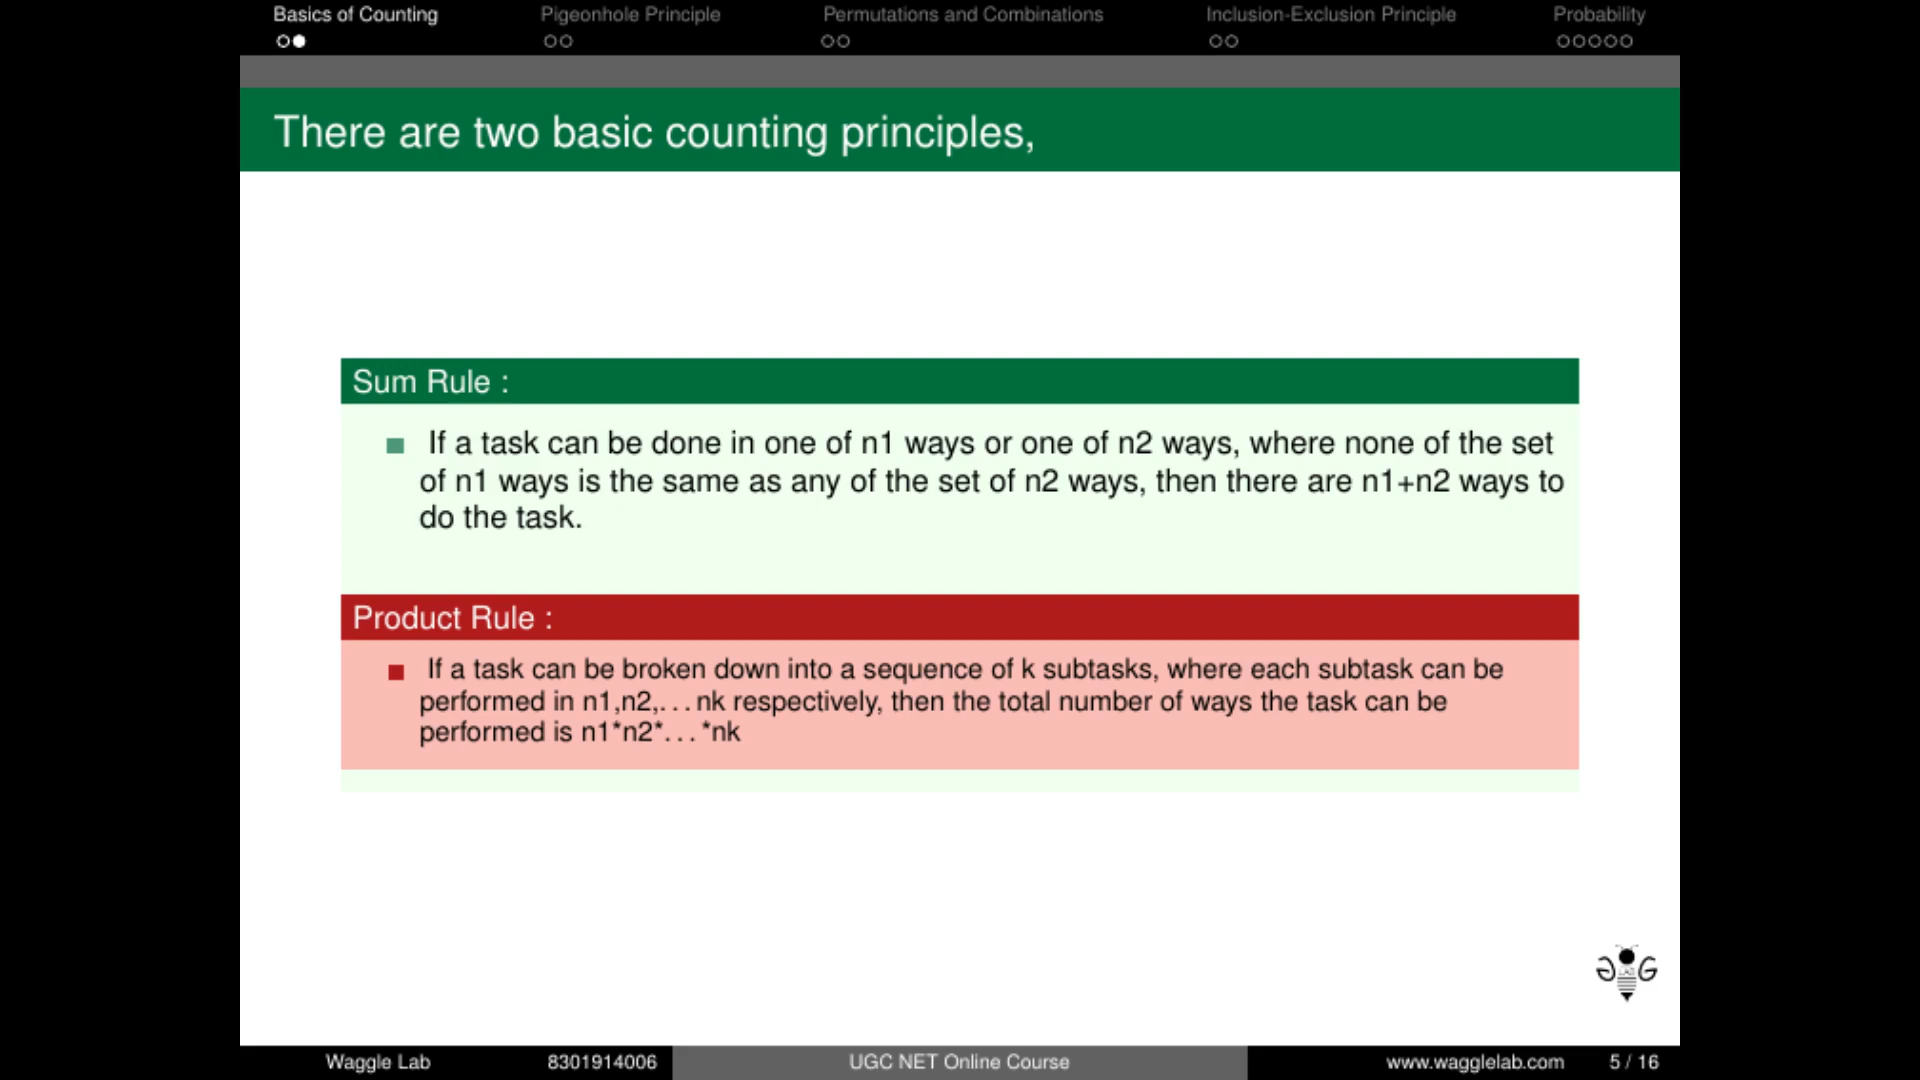 Basics of Counting Pigeonhole Principle Permutations and Combinations Inclusion-Exclusion Principle Probability
There are two basic counting principles,
Sum Rule :
If a task can be done in one of n1 ways or one of n2 ways, where none of the set
of n1 ways is the same as any of the set of n2 ways, then there are n1+n2 ways to
do the task.
Product Rule :
If a task can be broken down into a sequence of k subtasks, where each subtask can be
performed in n1,n2,...nk respectively, then the total number of ways the task can be
performed is n1*n2*...*nk
Waggle Lab 8301914006 UGC NET Online Course www.wagglelab.com 5 / 16